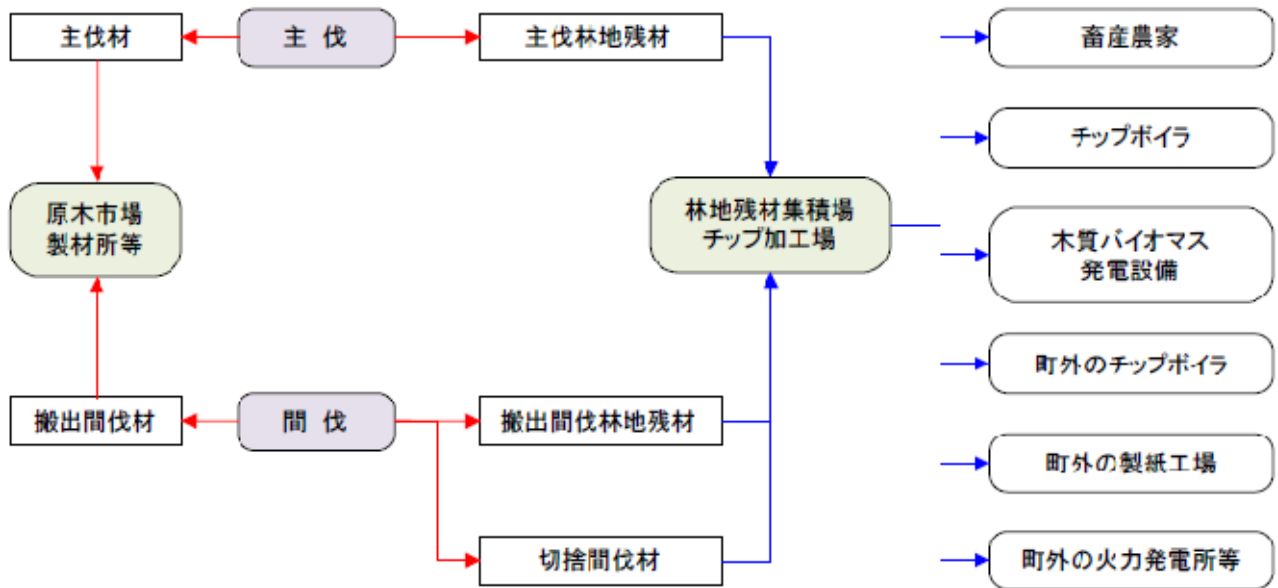 主伐材
主 伐
主伐林地残材
畜産農家
チップボイラ
原木市場
製材所等
林地残材集積場
チップ加工場
木質バイオマス
発電設備
町外のチップボイラ
搬出間伐材
間 伐
搬出間伐林地残材
町外の製紙工場
切捨間伐材
町外の火力発電所等